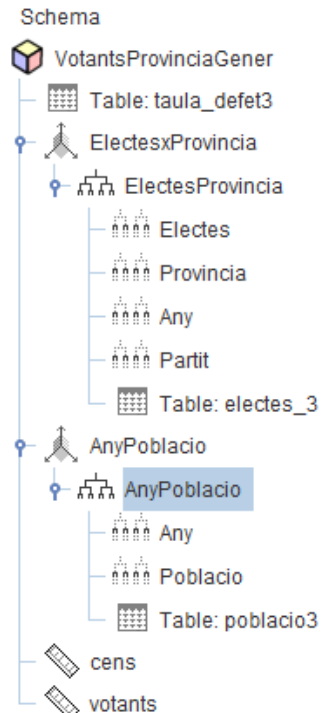 Schema
VotantsProvinciaGener
Table: taula_defet3
ElectesxProvincia
ElectesProvincia
Electes
Provincia
Any
Partit
Table: electes_3
AnyPoblacio
AnyPoblacio
Any
Poblacio
Table: poblacio3
cens
votants